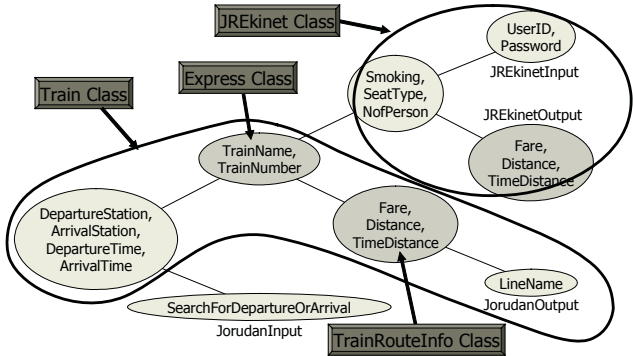 JREkinet Class
UserID,
Password
JREkinetInput
Express Class
Smoking,
SeatType,
NofPerson
Train Class
JREkinetOutput
TrainName,
TrainNumber
Fare,
Distance,
TimeDistance
DepartureStation,
ArrivalStation,
DepartureTime,
ArrivalTime
Fare,
Distance,
TimeDistance
LineName
JorudanOutput
SearchForDepartureOrArrival
JorudanInput
TrainRouteInfo Class